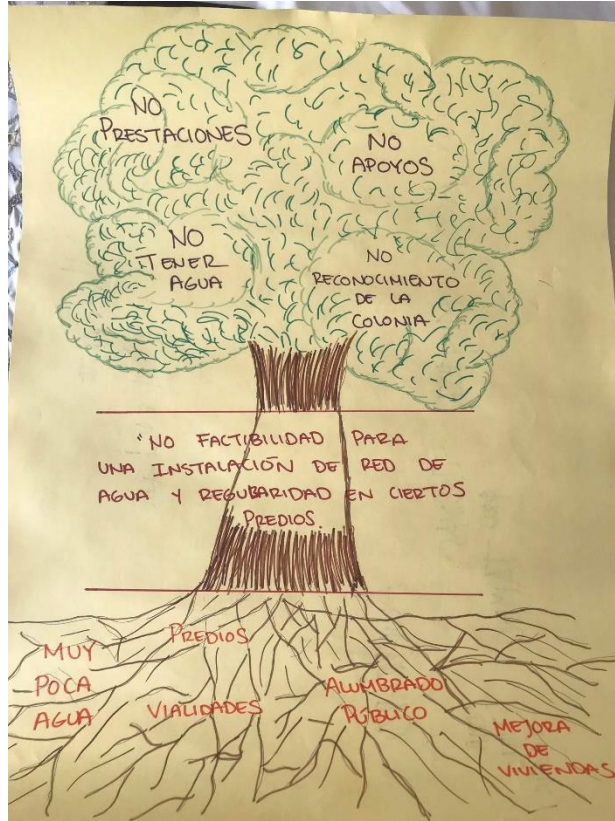 NO
PRESTACIONES
NO
APOYOS
NO
TENER
AGUA
NO
RECONOCIMIENTO
DE LA
COLONIA
"NO FACTIBILIDAD PARA
UNA INSTALACIÓN DE RED DE
AGUA Y REGULARIDAD EN CIERTOS
PREDIOS.
MUY
POCA
AGUA
PREDIOS
VIALIDADES
ALUMBRADO
PÚBLICO
MEJORA
DE
VIVIENDAS